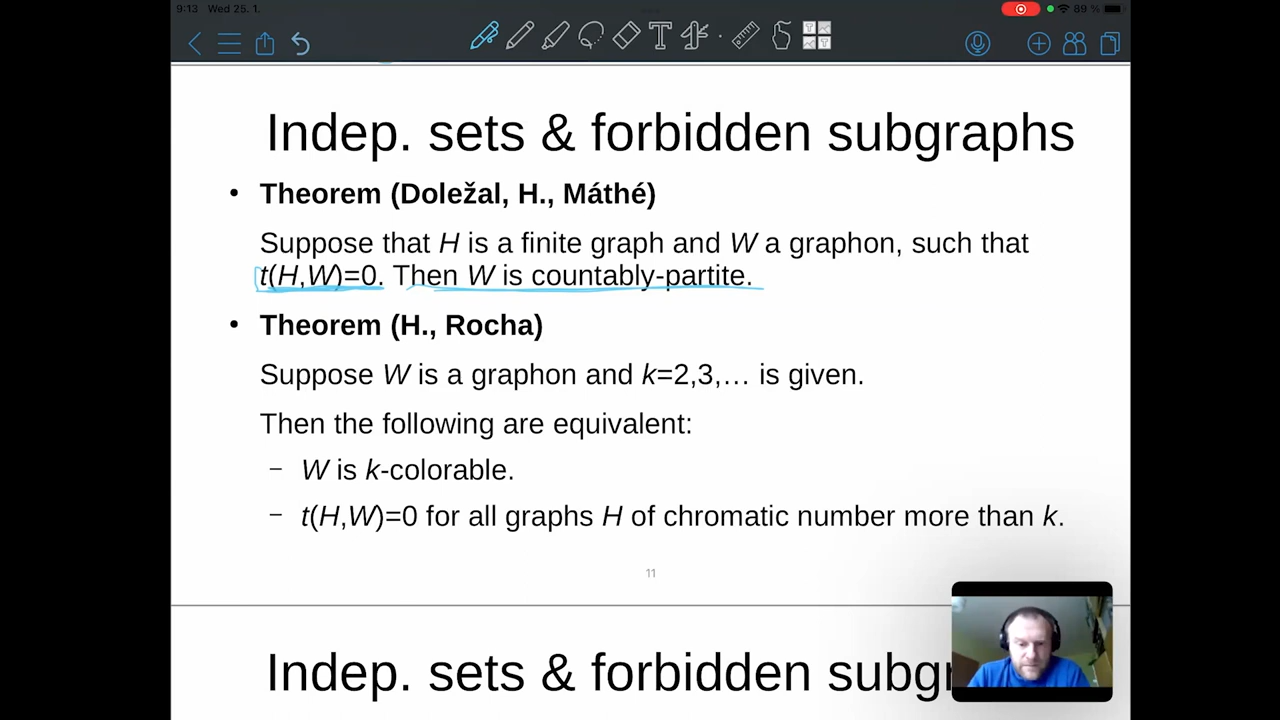 9:13 Wed 25. 1.
89 %
Indep. sets & forbidden subgraphs
• Theorem (Doležal, H., Máthé)
Suppose that H is a finite graph and W a graphon, such that
t(H,W)=0. Then W is countably-partite.
• Theorem (H., Rocha)
Suppose W is a graphon and k=2,3,… is given.
Then the following are equivalent:
– W is k-colorable.
– t(H,W)=0 for all graphs H of chromatic number more than k.
11
Indep. sets & forbidden subgr